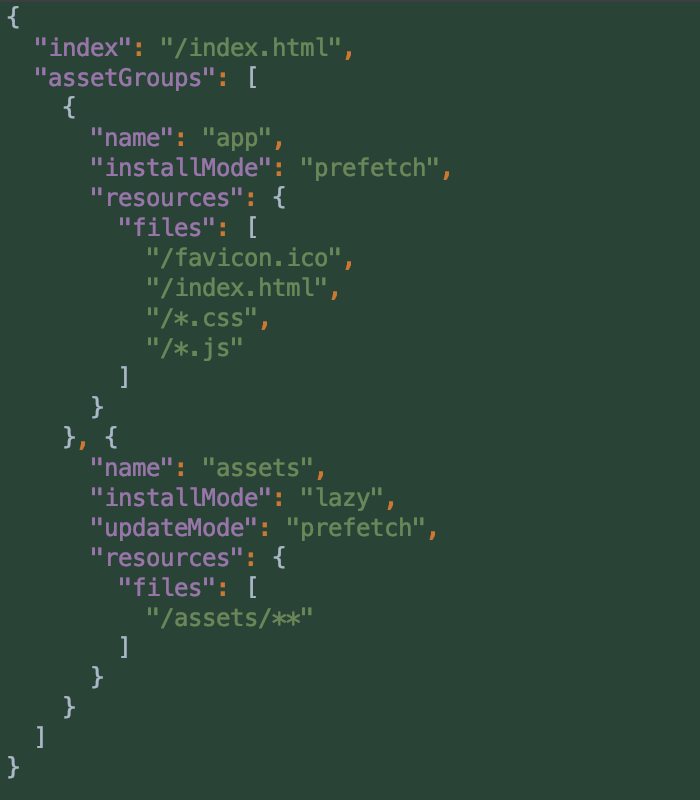 {
  "index": "/index.html",
  "assetGroups": [
    {
      "name": "app",
      "installMode": "prefetch",
      "resources": {
        "files": [
          "/favicon.ico",
          "/index.html",
          "/*.css",
          "/*.js"
        ]
      }
    }, {
      "name": "assets",
      "installMode": "lazy",
      "updateMode": "prefetch",
      "resources": {
        "files": [
          "/assets/**"
        ]
      }
    }
  ]
}